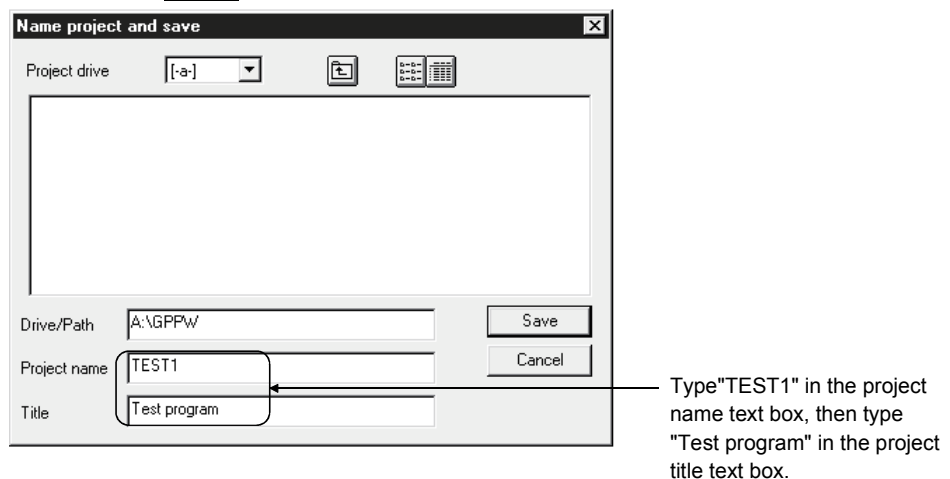 Name project and save
Project drive [-a-]
Drive/Path A:\GPPW Save
Project name TEST1 Cancel
Title Test program
Type"TEST1" in the project
name text box, then type
"Test program" in the project
title text box.